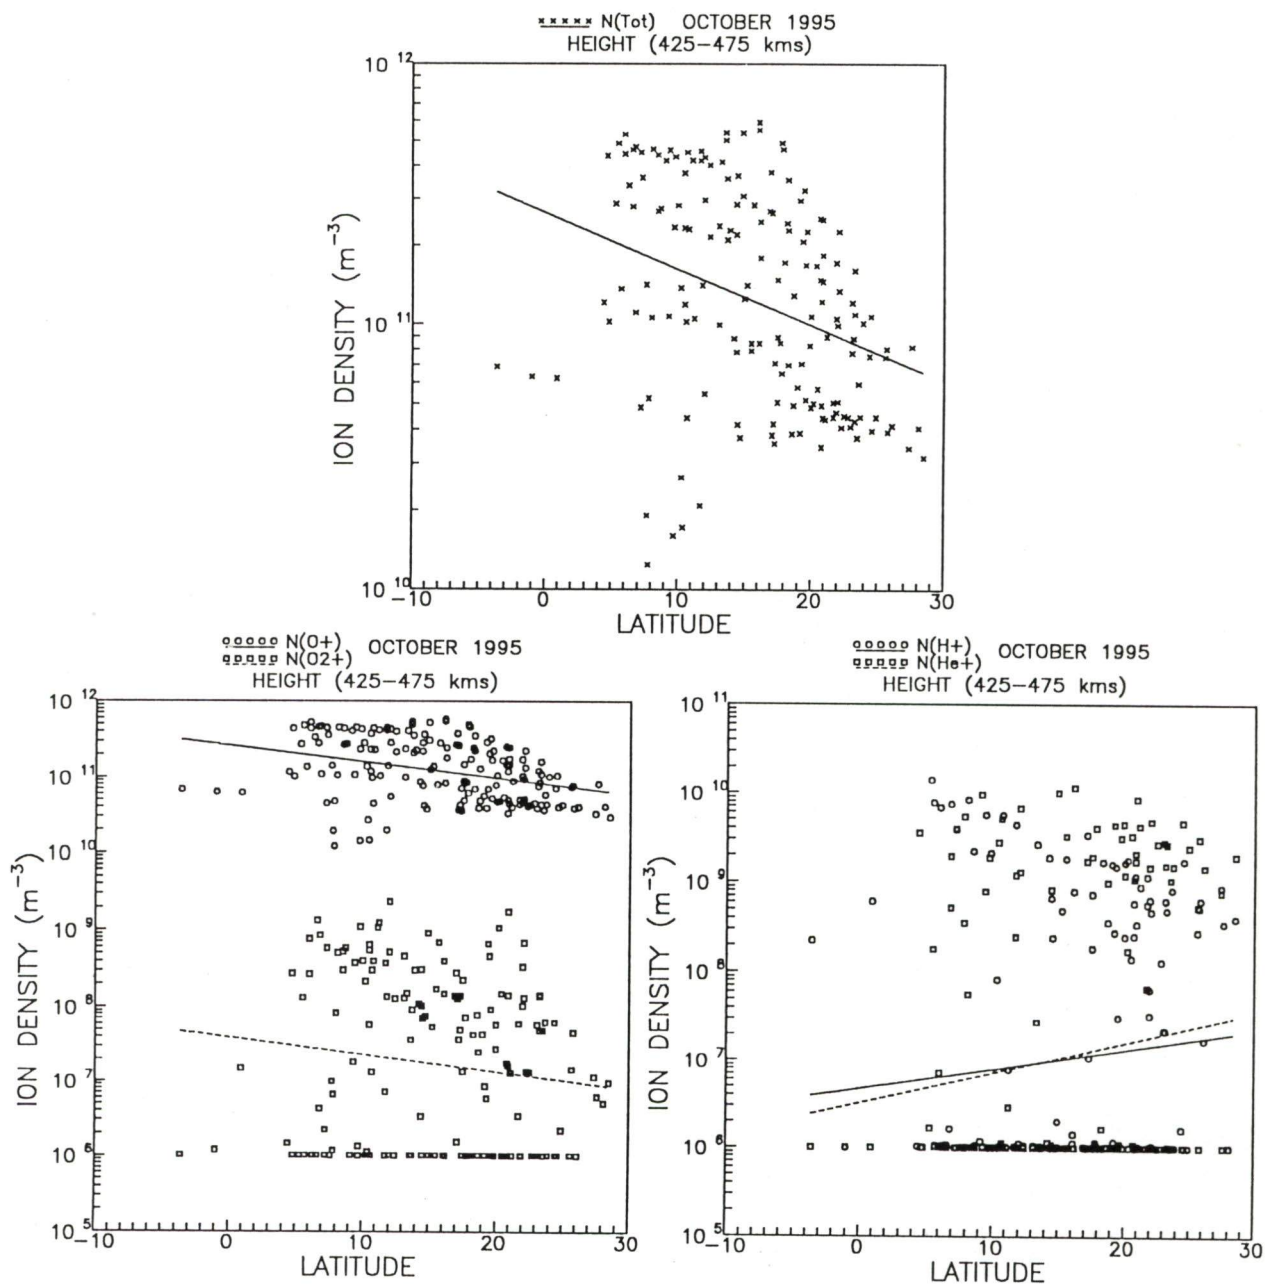 N(Tot) OCTOBER 1995
HEIGHT (425-475 kms)
10 12
10 11
10 10
ION DENSITY (m-3)
-10 0 10 20 30
LATITUDE
N(O+) OCTOBER 1995
N(O2+)
HEIGHT (425-475 kms)
10 12
10 11
10 10
10 9
10 8
10 7
10 6
10 5
ION DENSITY (m-3)
-10 0 10 20 30
LATITUDE
N(H+) OCTOBER 1995
N(He+)
HEIGHT (425-475 kms)
10 11
10 10
10 9
10 8
10 7
10 6
10 5
ION DENSITY (m-3)
-10 0 10 20 30
LATITUDE